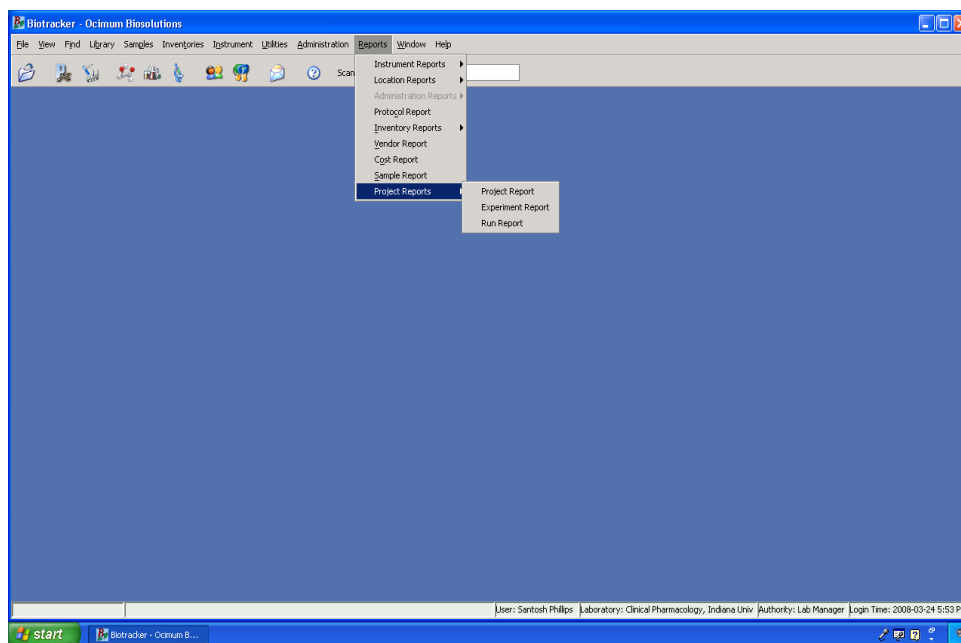 Biotracker - Ocimum Biosolutions
File View Find Library Samples Inventories Instrument Utilities Administration Reports Window Help
Scan
Instrument Reports
Location Reports
Administration Reports
Protocol Report
Inventory Reports
Vendor Report
Cost Report
Sample Report
Project Reports
Project Report
Experiment Report
Run Report
User: Santosh Phillips Laboratory: Clinical Pharmacology, Indiana Univ Authority: Lab Manager Login Time: 2008-03-24 5:53 P
start Biotracker - Ocimum B...